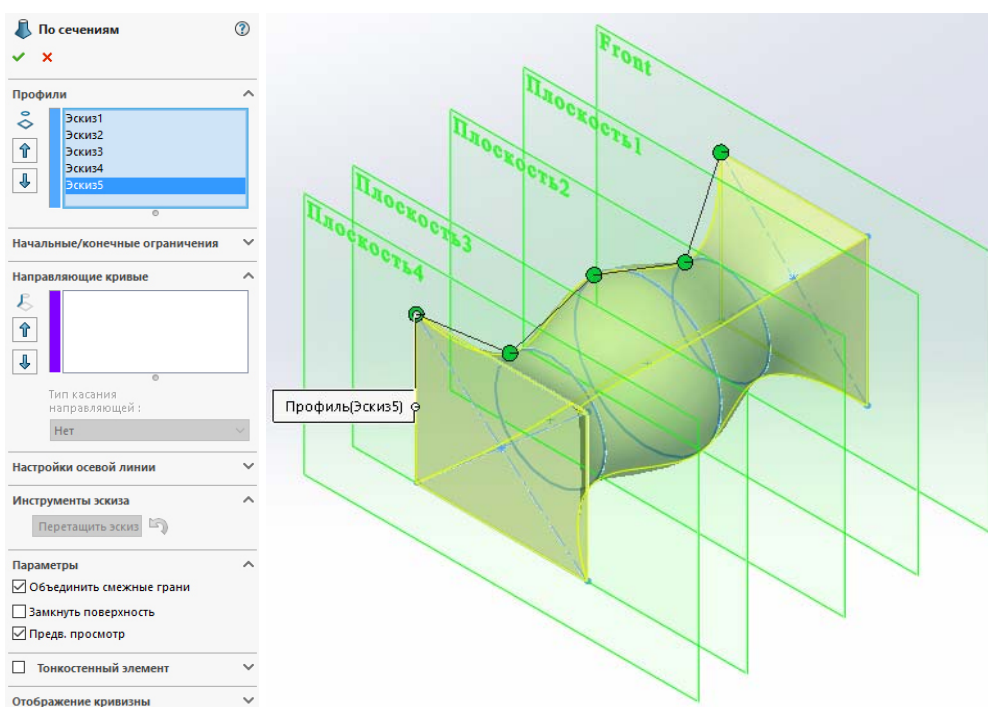 По сечениям
Профили
Эскиз1
Эскиз2
Эскиз3
Эскиз4
Эскиз5
Начальные/конечные ограничения
Направляющие кривые
Тип касания
направляющей :
Нет
Настройки осевой линии
Инструменты эскиза
Перетащить эскиз
Параметры
Объединить смежные грани
Замкнуть поверхность
Предв. просмотр
Тонкостенный элемент
Отображение кривизны
Front
Плоскость1
Плоскость2
Плоскость3
Плоскость4
Профиль(Эскиз5)